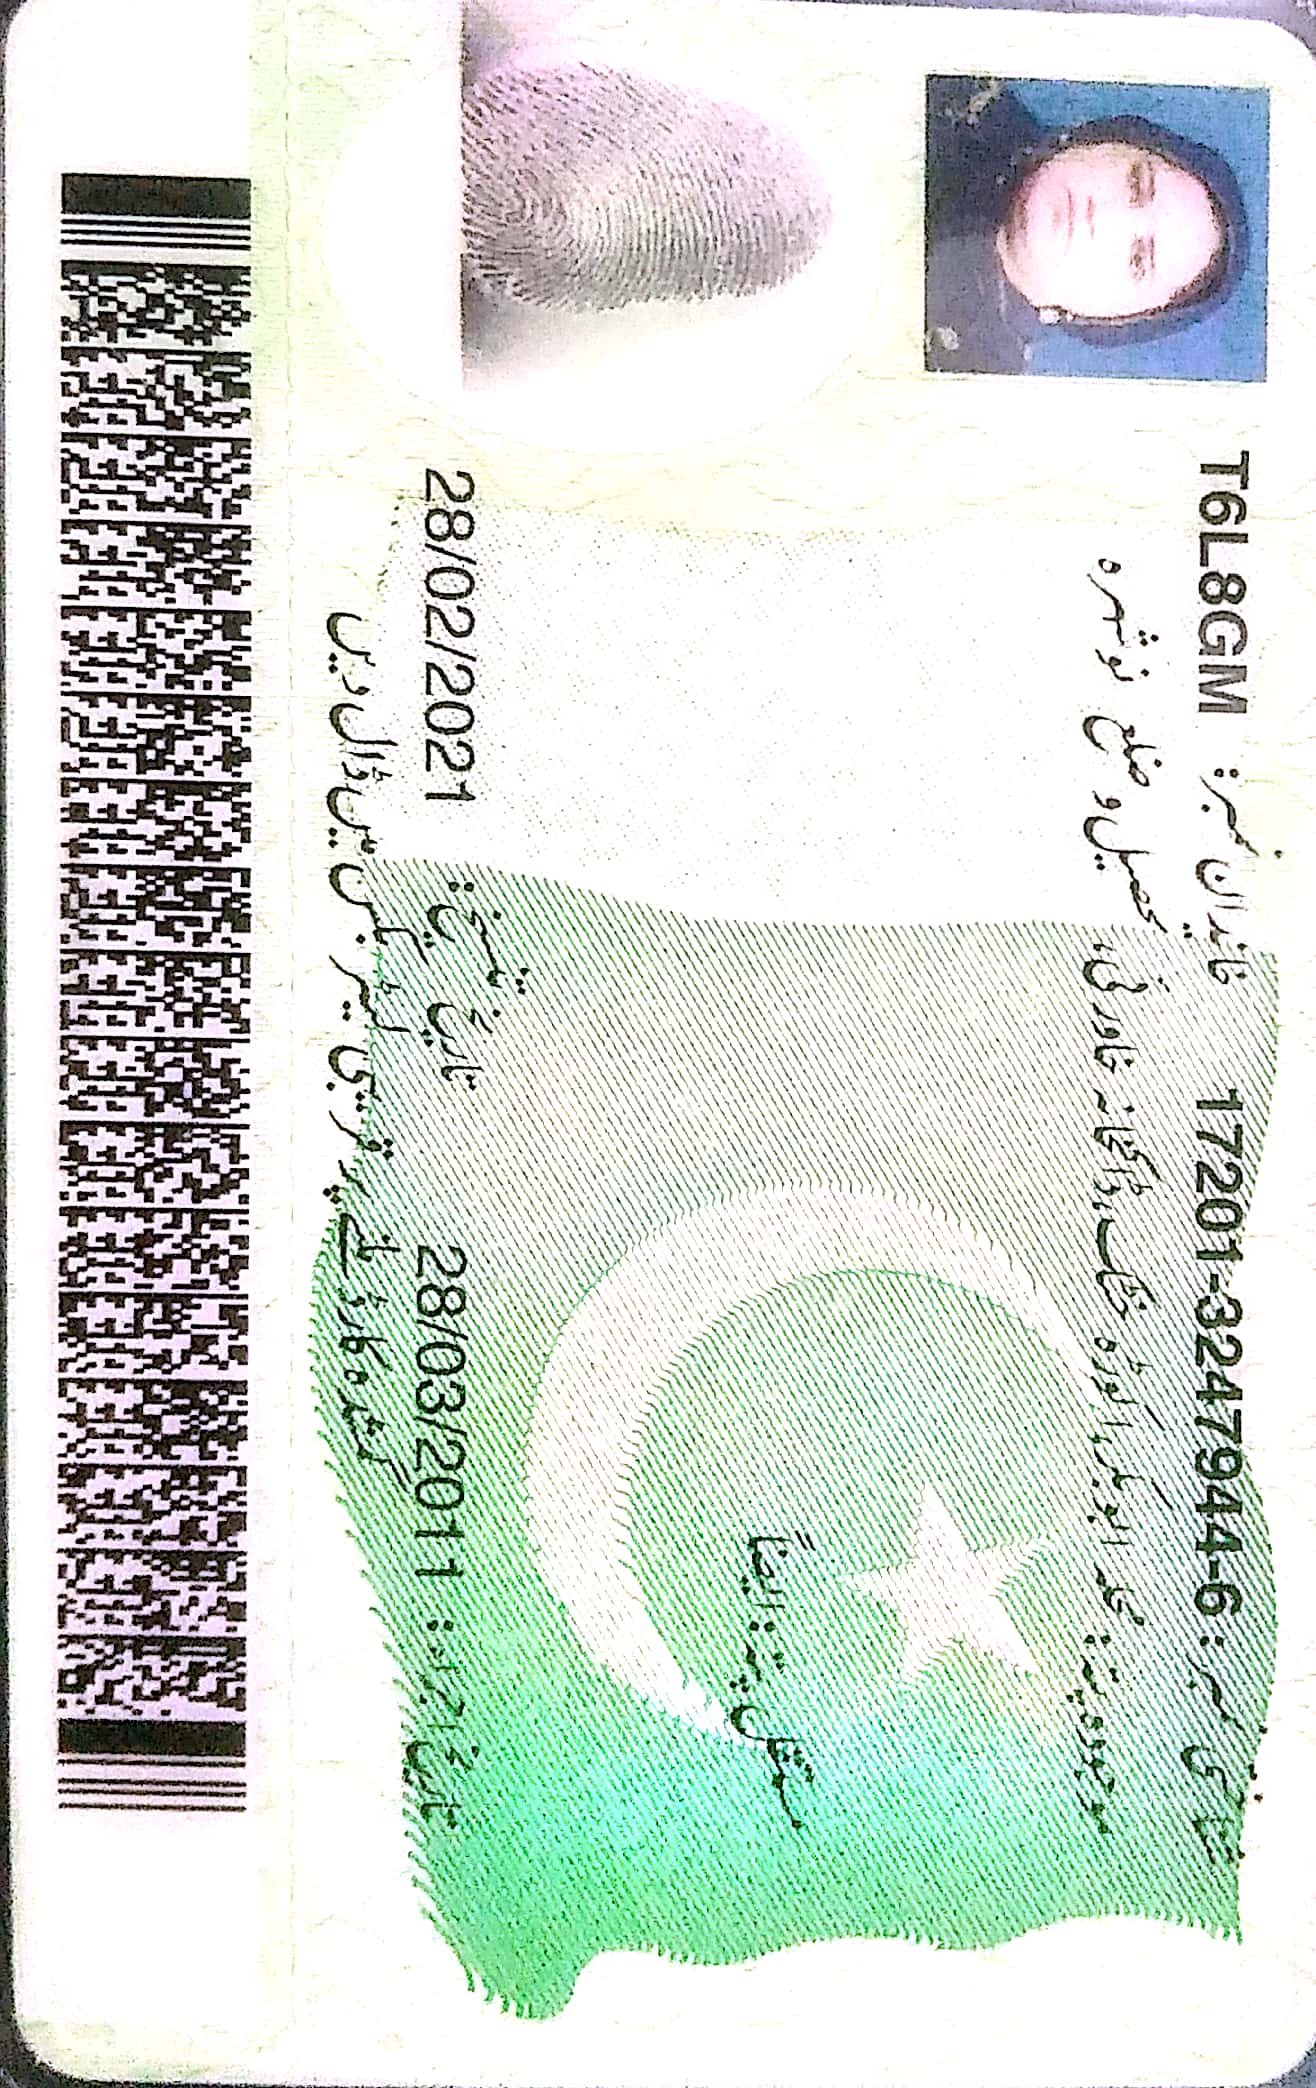 شناختی نمبر: 17201-3247944-6 خاندان نمبر: T6L8GM
موجودہ پتہ: محلہ ابوبکر، اکوڑہ خٹک، ڈاکخانہ خاورئی، تحصیل و ضلع نوشہرہ
مستقل پتہ: ایضاً
تاریخ اجراء: 28/03/2011 تاریخ تنسیخ: 28/02/2021
گمشدہ کارڈ ملنے پر قریبی لیٹر بکس میں ڈال دیں